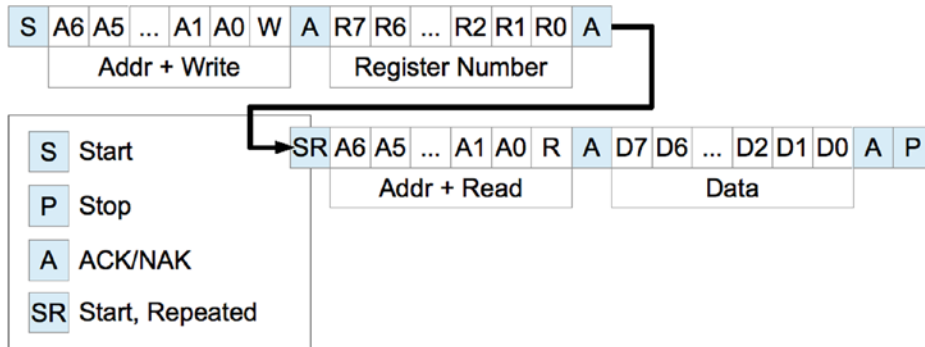 S A6 A5 ... A1 A0 W A R7 R6 ... R2 R1 R0 A
Addr + Write Register Number
SR A6 A5 ... A1 A0 R A D7 D6 ... D2 D1 D0 A P
Addr + Read Data
S Start
P Stop
A ACK/NAK
SR Start, Repeated